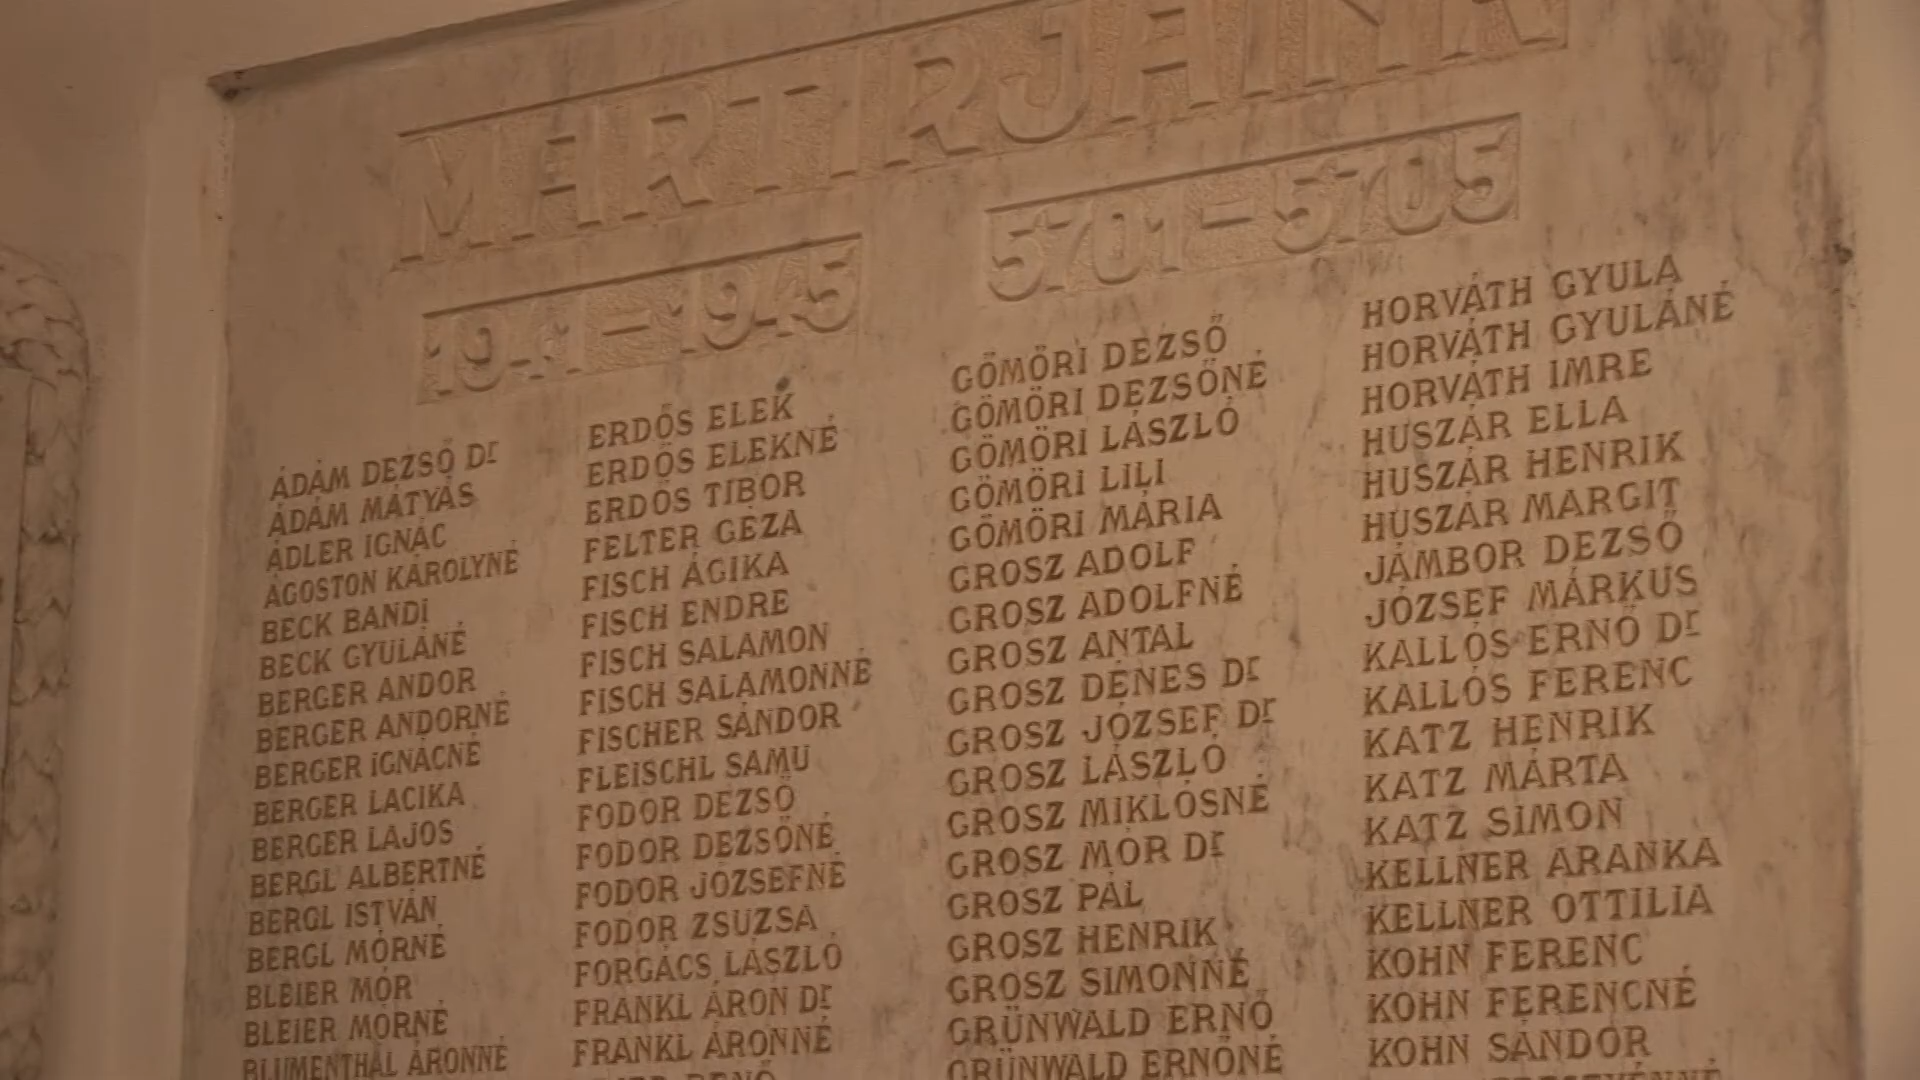 MÁRTIRJAINK
1941-1945
5701-5705
ÁDÁM DEZSŐ Dr
ÁDÁM MÁTYÁS
ADLER IGNÁC
ÁGOSTON KÁROLYNÉ
BECK BANDI
BECK GYULÁNÉ
BERGER ANDOR
BERGER ANDORNÉ
BERGER IGNÁCNÉ
BERGER LACIKA
BERGER LAJOS
BERGL ALBERTNÉ
BERGL ISTVÁN
BERGL MÓRNÉ
BLEIER MÓR
BLEIER MÓRNÉ
BLUMENTHAL ÁRONNÉ
ERDŐS ELEK
ERDŐS ELEKNÉ
ERDŐS TIBOR
FELTER GÉZA
FISCH ÁGIKA
FISCH ENDRE
FISCH SALAMON
FISCH SALAMONNÉ
FISCHER SÁNDOR
FLEISCHL SAMU
FODOR DEZSŐ
FODOR DEZSŐNÉ
FODOR JÓZSEFNÉ
FODOR ZSUZSA
FORGÁCS LÁSZLÓ
FRANKL ÁRON Dr
FRANKL ÁRONNÉ
GÖMÖRI DEZSŐ
GÖMÖRI DEZSŐNÉ
GÖMÖRI LÁSZLÓ
GÖMÖRI LILI
GÖMÖRI MÁRIA
GROSZ ADOLF
GROSZ ADOLFNÉ
GROSZ ANTAL
GROSZ DÉNES Dr
GROSZ JÓZSEF Dr
GROSZ LÁSZLÓ
GROSZ MIKLÓSNÉ
GROSZ MÓR Dr
GROSZ PÁL
GROSZ HENRIK
GROSZ SIMONNÉ
GRÜNWALD ERNŐ
GRÜNWALD ERNŐNÉ
HORVÁTH GYULA
HORVÁTH GYULÁNÉ
HORVÁTH IMRE
HUSZÁR ELLA
HUSZÁR HENRIK
HUSZÁR MARGIT
JÁMBOR DEZSŐ
JÓZSEF MÁRKUS
KALLÓS ERNŐ Dr
KALLÓS FERENC
KATZ HENRIK
KATZ MÁRTA
KATZ SIMON
KELLNER ARANKA
KELLNER OTTILIA
KOHN FERENC
KOHN FERENCNÉ
KOHN SÁNDOR